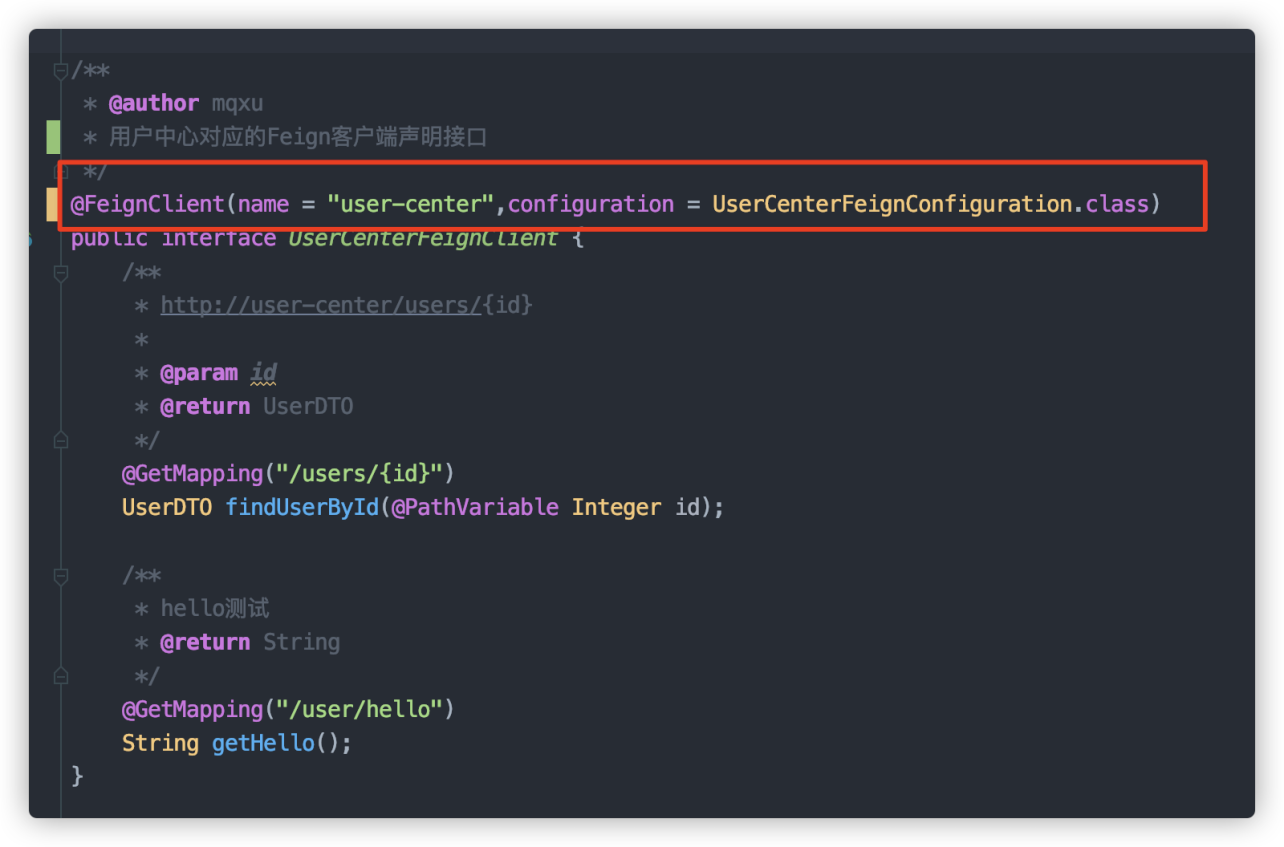 /**
 * @author mqxu
 * 用户中心对应的Feign客户端声明接口
 */
@FeignClient(name = "user-center",configuration = UserCenterFeignConfiguration.class)
public interface UserCenterFeignClient {
    /**
     * http://user-center/users/{id}
     *
     * @param id
     * @return UserDTO
     */
    @GetMapping("/users/{id}")
    UserDTO findUserById(@PathVariable Integer id);

    /**
     * hello测试
     * @return String
     */
    @GetMapping("/user/hello")
    String getHello();
}